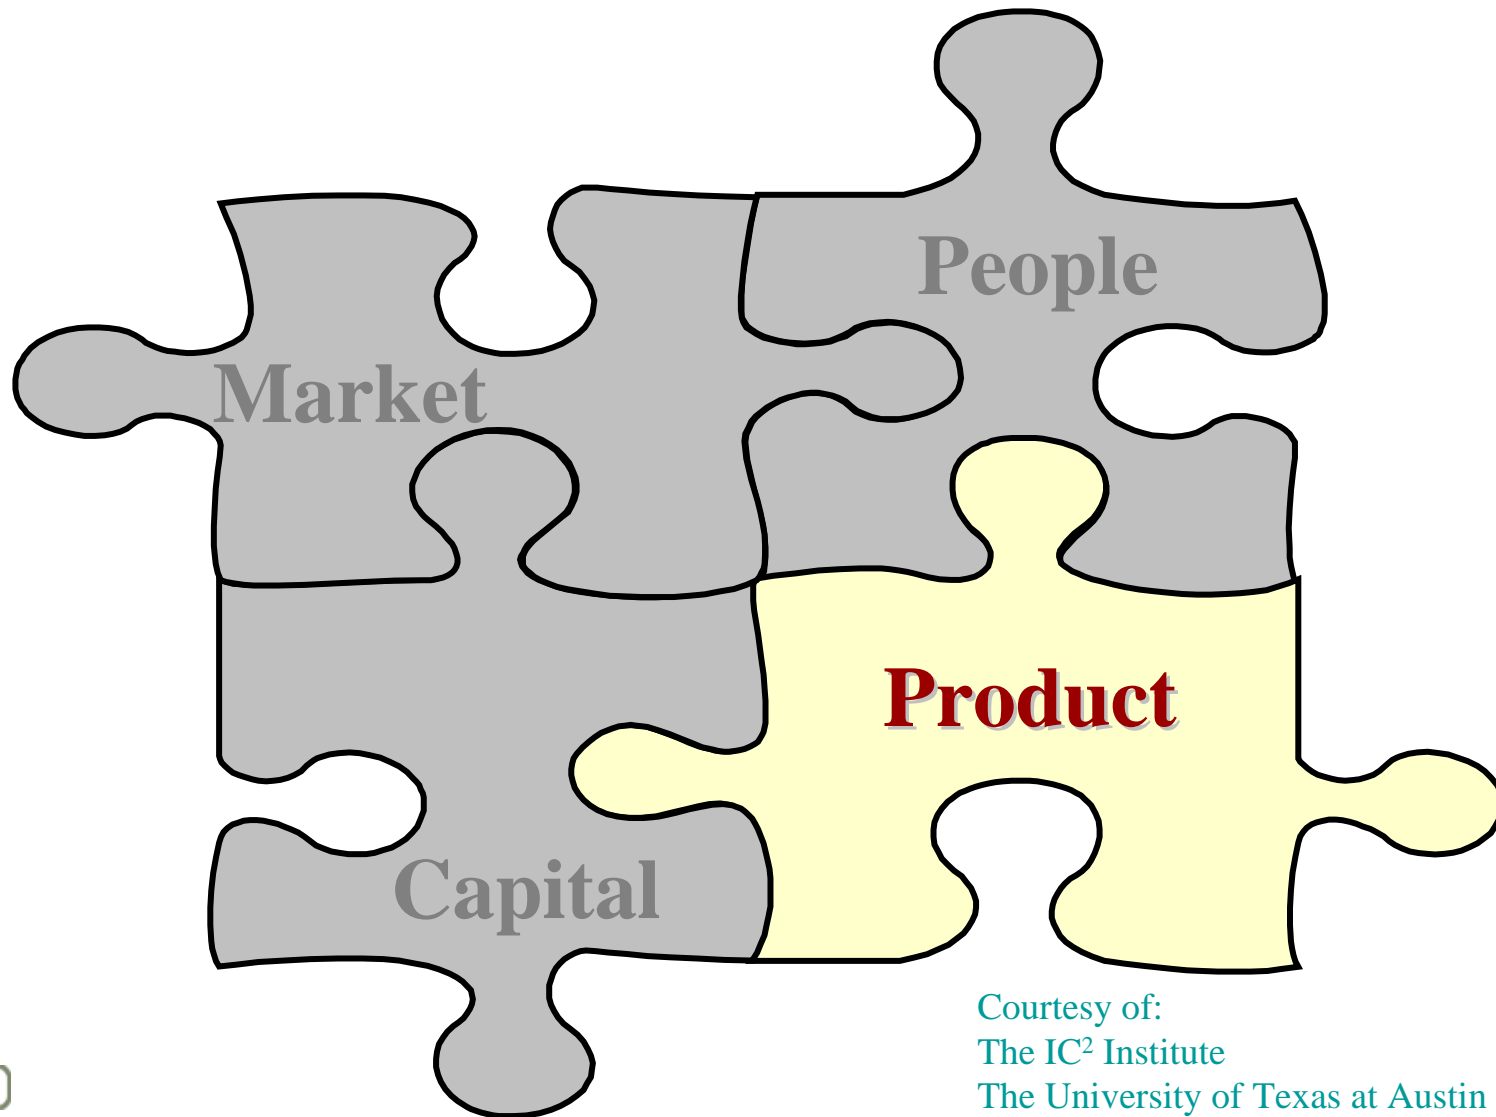 People
Market
Product
Capital
Courtesy of:
The IC² Institute
The University of Texas at Austin